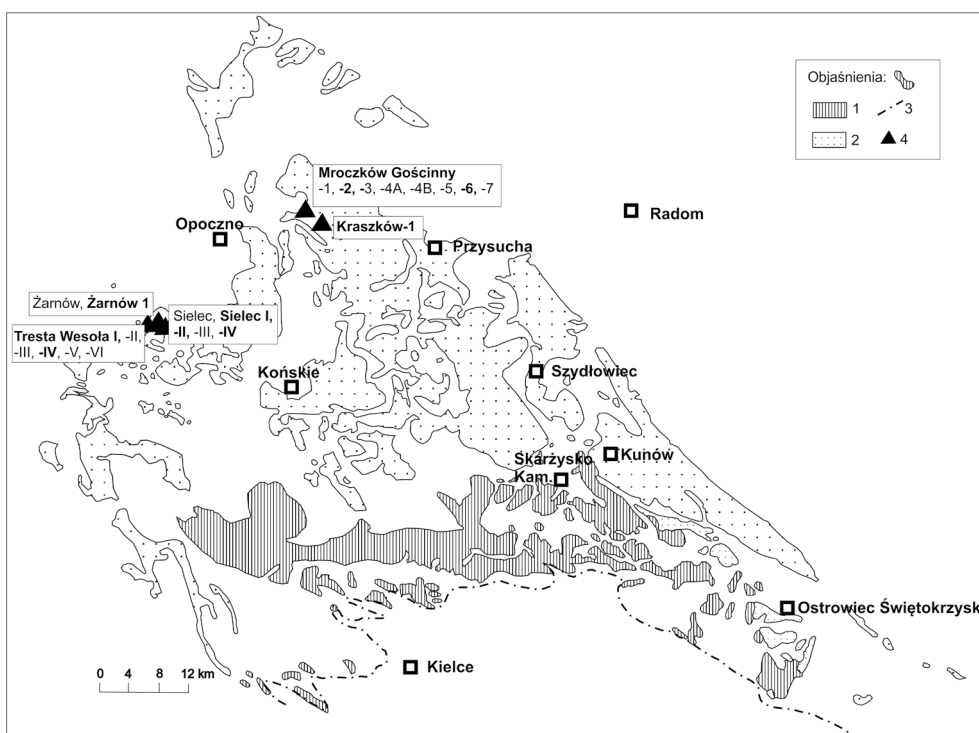 Objaśnienia:
1
3
2
4
Mroczków Gościnny
-1, -2, -3, -4A, -4B, -5, -6, -7
Kraszków-1
Opoczno
Radom
Przysucha
Żarnów, Żarnów 1
Sielec, Sielec I,
-II, -III, -IV
Tresta Wesoła I, -II,
-III, -IV, -V, -VI
Końskie
Szydłowiec
Kunów
Skarżysko
Kam.
Ostrowiec Świętokrzysk
Kielce
0 4 8 12 km